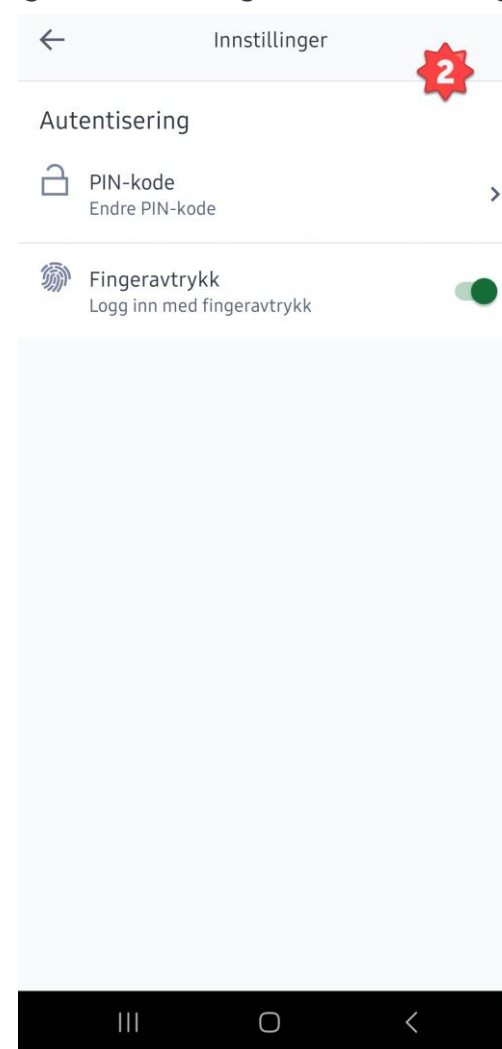 Innstillinger
2
Autentisering
PIN-kode
Endre PIN-kode
Fingeravtrykk
Logg inn med fingeravtrykk